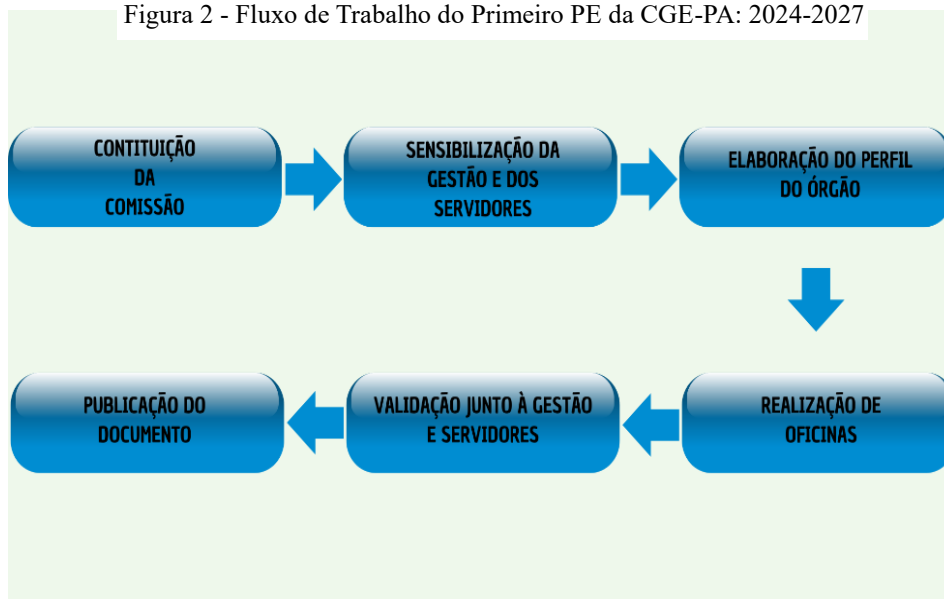 Figura 2 - Fluxo de Trabalho do Primeiro PE da CGE-PA: 2024-2027
CONTITUIÇÃO
DA
COMISSÃO
SENSIBILIZAÇÃO DA
GESTÃO E DOS
SERVIDORES
ELABORAÇÃO DO PERFIL
DO ÓRGÃO
REALIZAÇÃO DE
OFICINAS
VALIDAÇÃO JUNTO À GESTÃO
E SERVIDORES
PUBLICAÇÃO DO
DOCUMENTO